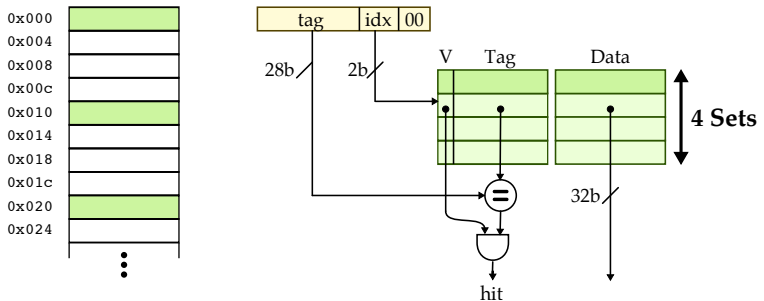 0x000
0x004
0x008
0x00c
0x010
0x014
0x018
0x01c
0x020
0x024
tag idx 00
28b 2b
V Tag Data
4 Sets
=
32b
hit